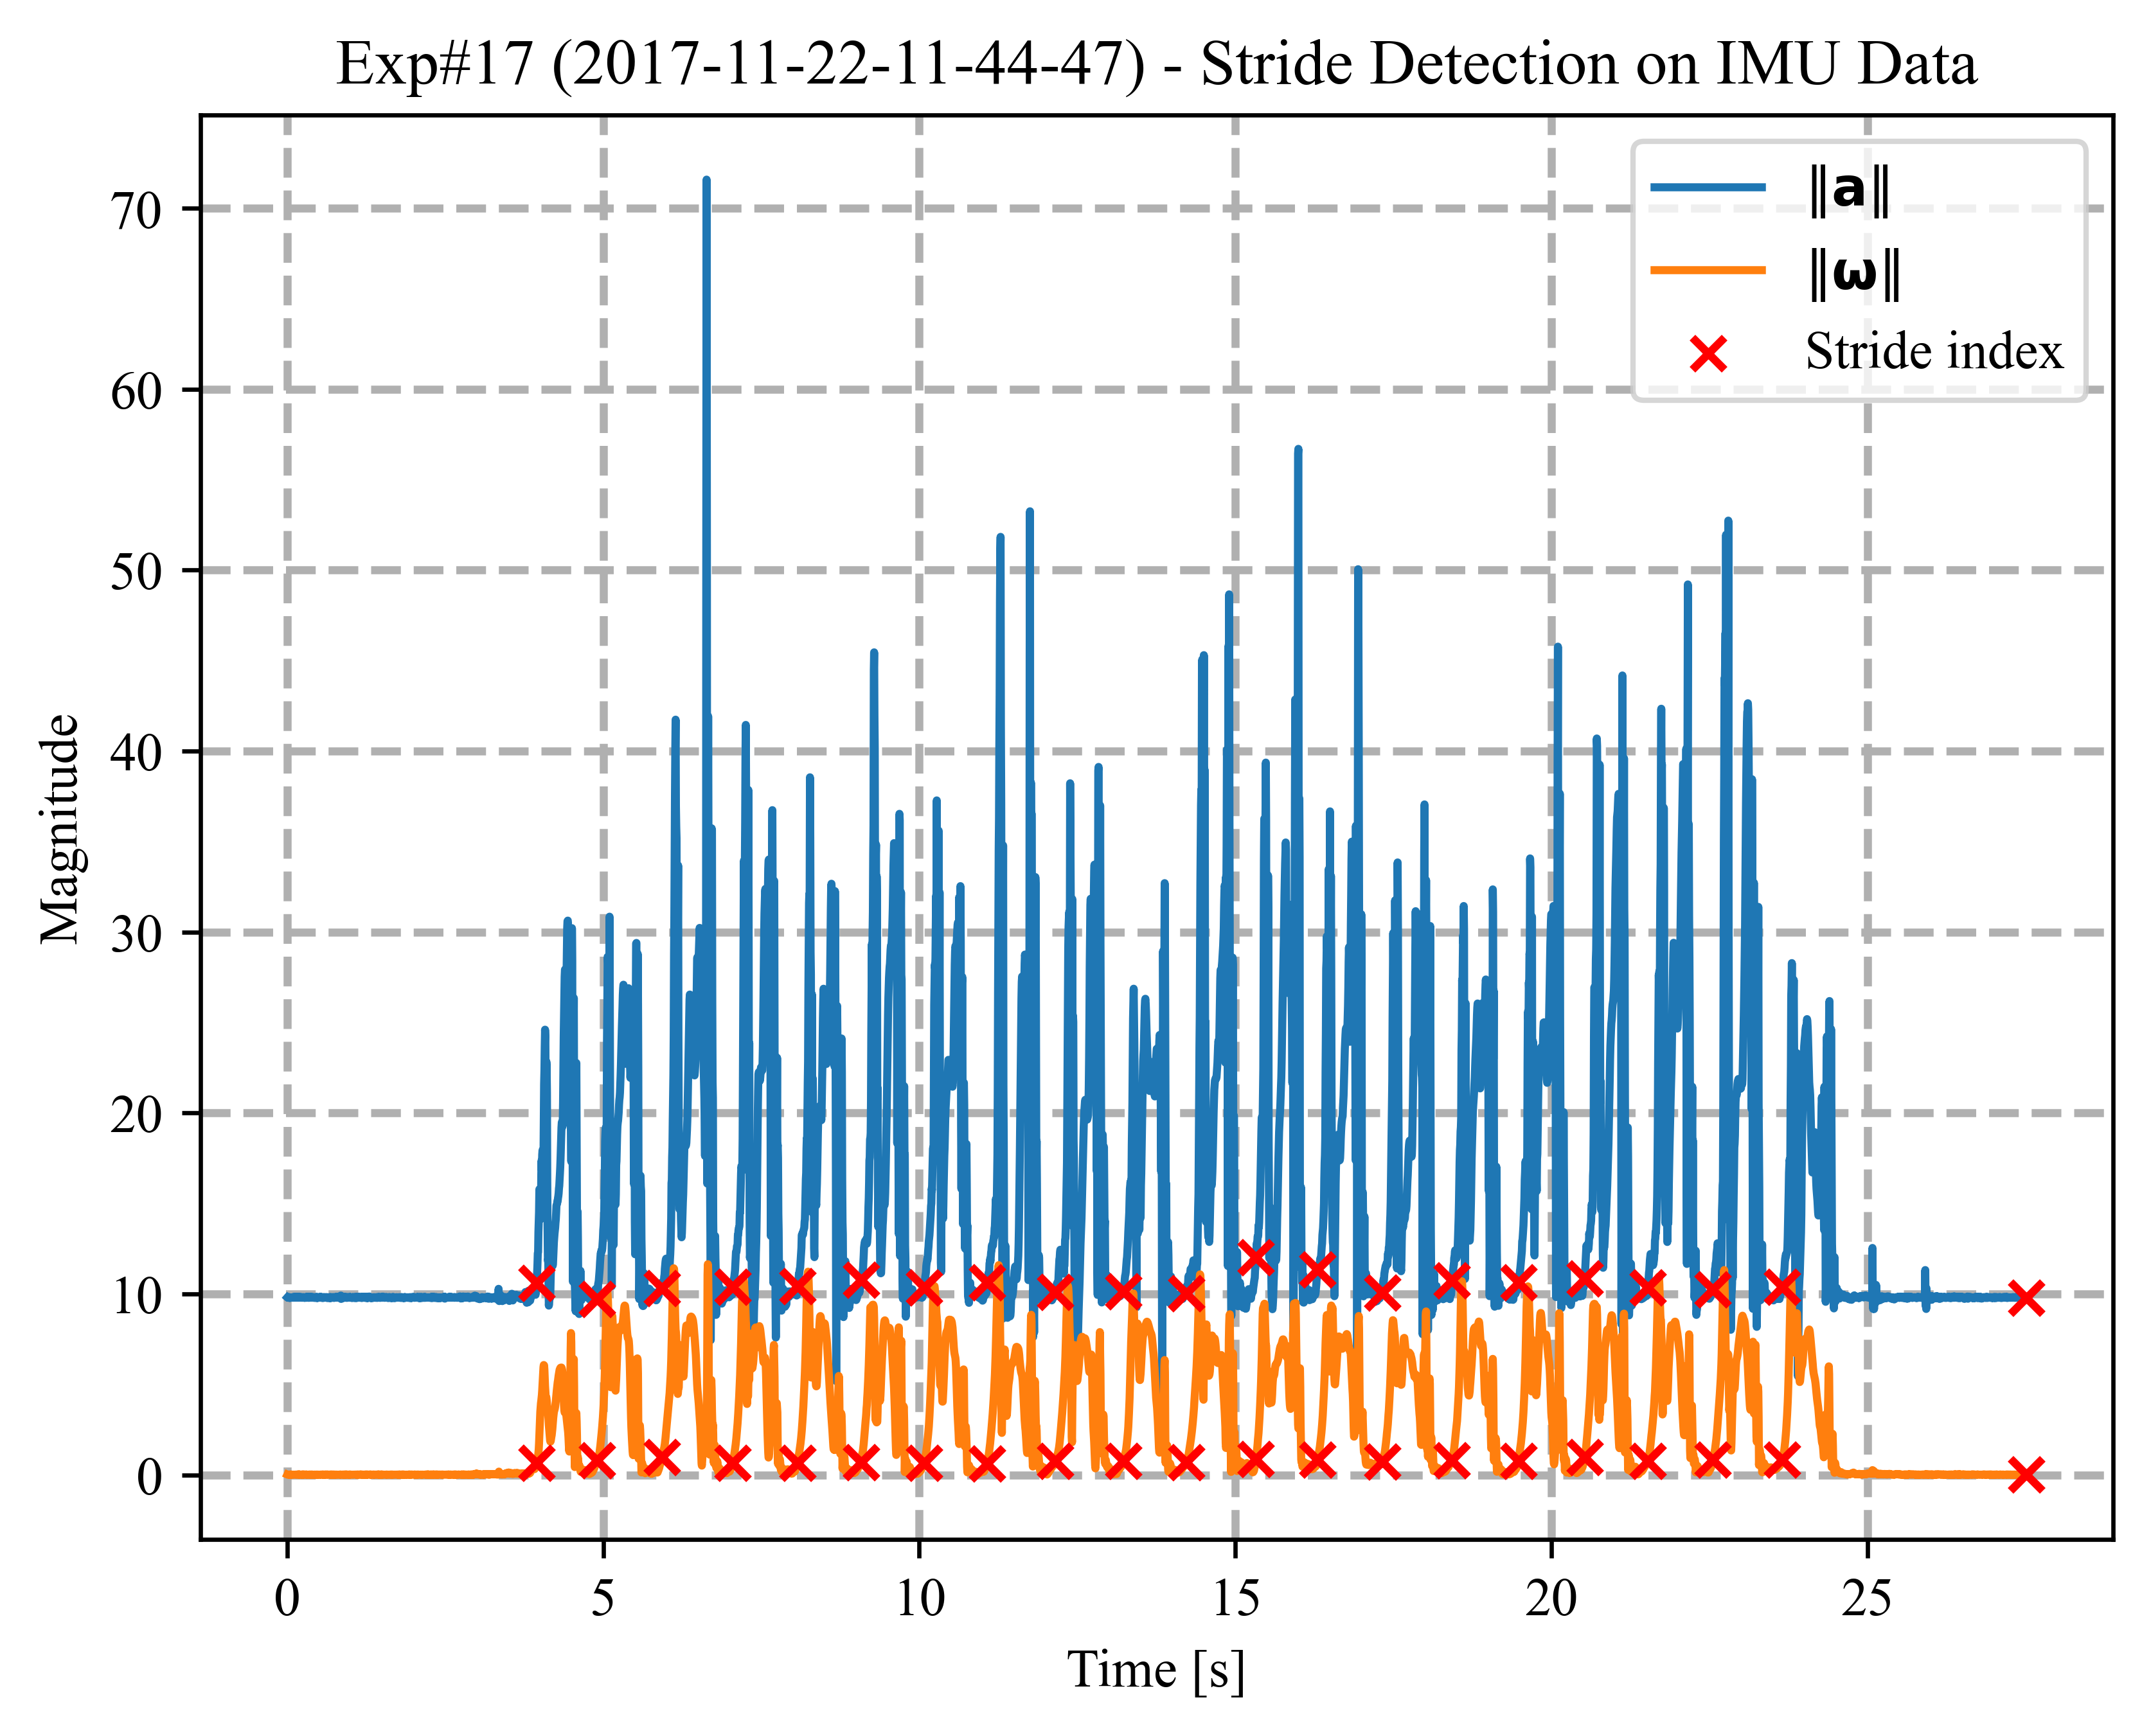 Exp#17 (2017-11-22-11-44-47) - Stride Detection on IMU Data
‖a‖
‖ω‖
Stride index
70
60
50
40
30
20
10
0
Magnitude
0 5 10 15 20 25
Time [s]